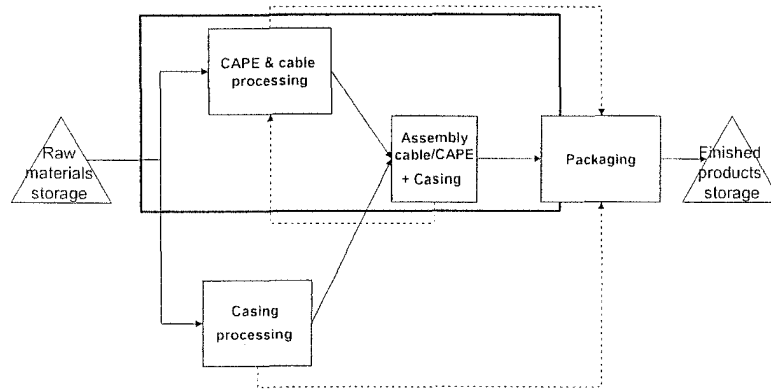 CAPE & cable
processing
Raw
materials
storage
Assembly
cable/CAPE
+ Casing
Packaging
Finished
products
storage
Casing
processing